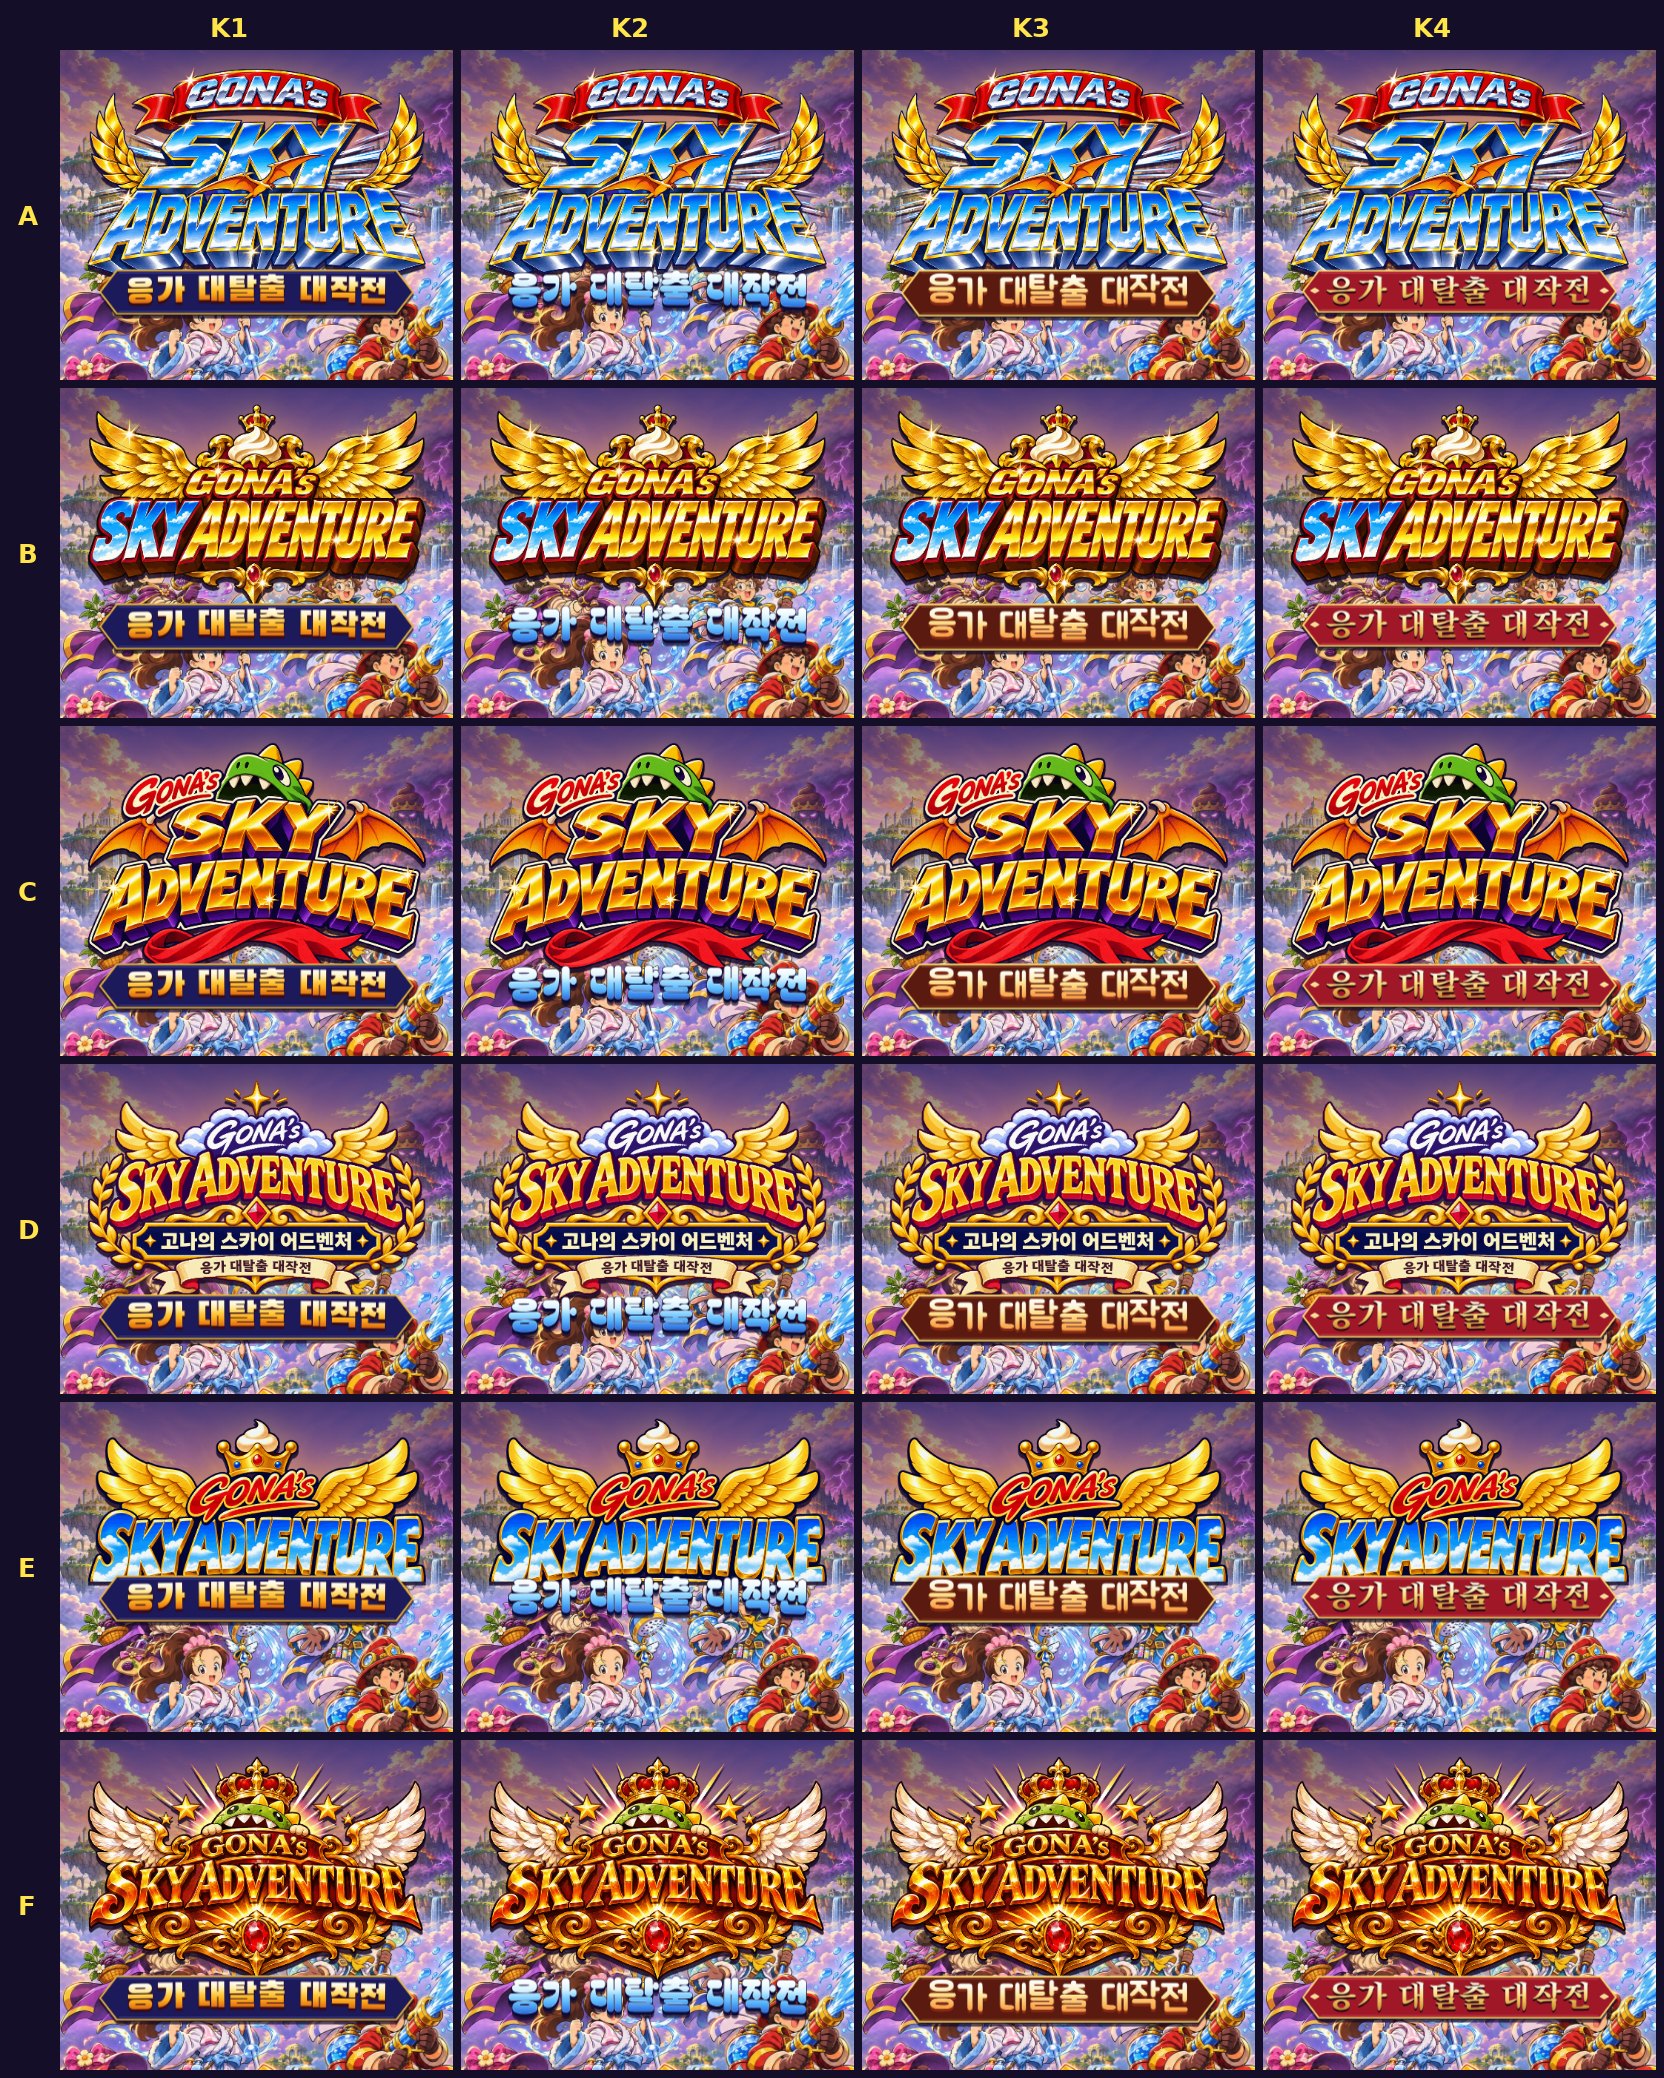 K1 K2 K3 K4
A
GONA's GONA's GONA's GONA's
SKY SKY SKY SKY
ADVENTURE ADVENTURE ADVENTURE ADVENTURE
응가 대탈출 대작전 응가 대탈출 대작전 응가 대탈출 대작전 응가 대탈출 대작전
B
GONA's GONA's GONA's GONA's
SKY ADVENTURE SKY ADVENTURE SKY ADVENTURE SKY ADVENTURE
응가 대탈출 대작전 응가 대탈출 대작전 응가 대탈출 대작전 응가 대탈출 대작전
C
GONA'S GONA'S GONA'S GONA'S
SKY SKY SKY SKY
ADVENTURE ADVENTURE ADVENTURE ADVENTURE
응가 대탈출 대작전 응가 대탈출 대작전 응가 대탈출 대작전 응가 대탈출 대작전
D
GONA's GONA's GONA's GONA's
SKY ADVENTURE SKY ADVENTURE SKY ADVENTURE SKY ADVENTURE
고나의 스카이 어드벤처 고나의 스카이 어드벤처 고나의 스카이 어드벤처 고나의 스카이 어드벤처
응가 대탈출 대작전 응가 대탈출 대작전 응가 대탈출 대작전 응가 대탈출 대작전
응가 대탈출 대작전 응가 대탈출 대작전 응가 대탈출 대작전 응가 대탈출 대작전
E
GONA's GONA's GONA's GONA's
SKY ADVENTURE SKY ADVENTURE SKY ADVENTURE SKY ADVENTURE
응가 대탈출 대작전 응가 대탈출 대작전 응가 대탈출 대작전 응가 대탈출 대작전
F
GONA's GONA's GONA's GONA's
SKY ADVENTURE SKY ADVENTURE SKY ADVENTURE SKY ADVENTURE
응가 대탈출 대작전 응가 대탈출 대작전 응가 대탈출 대작전 응가 대탈출 대작전